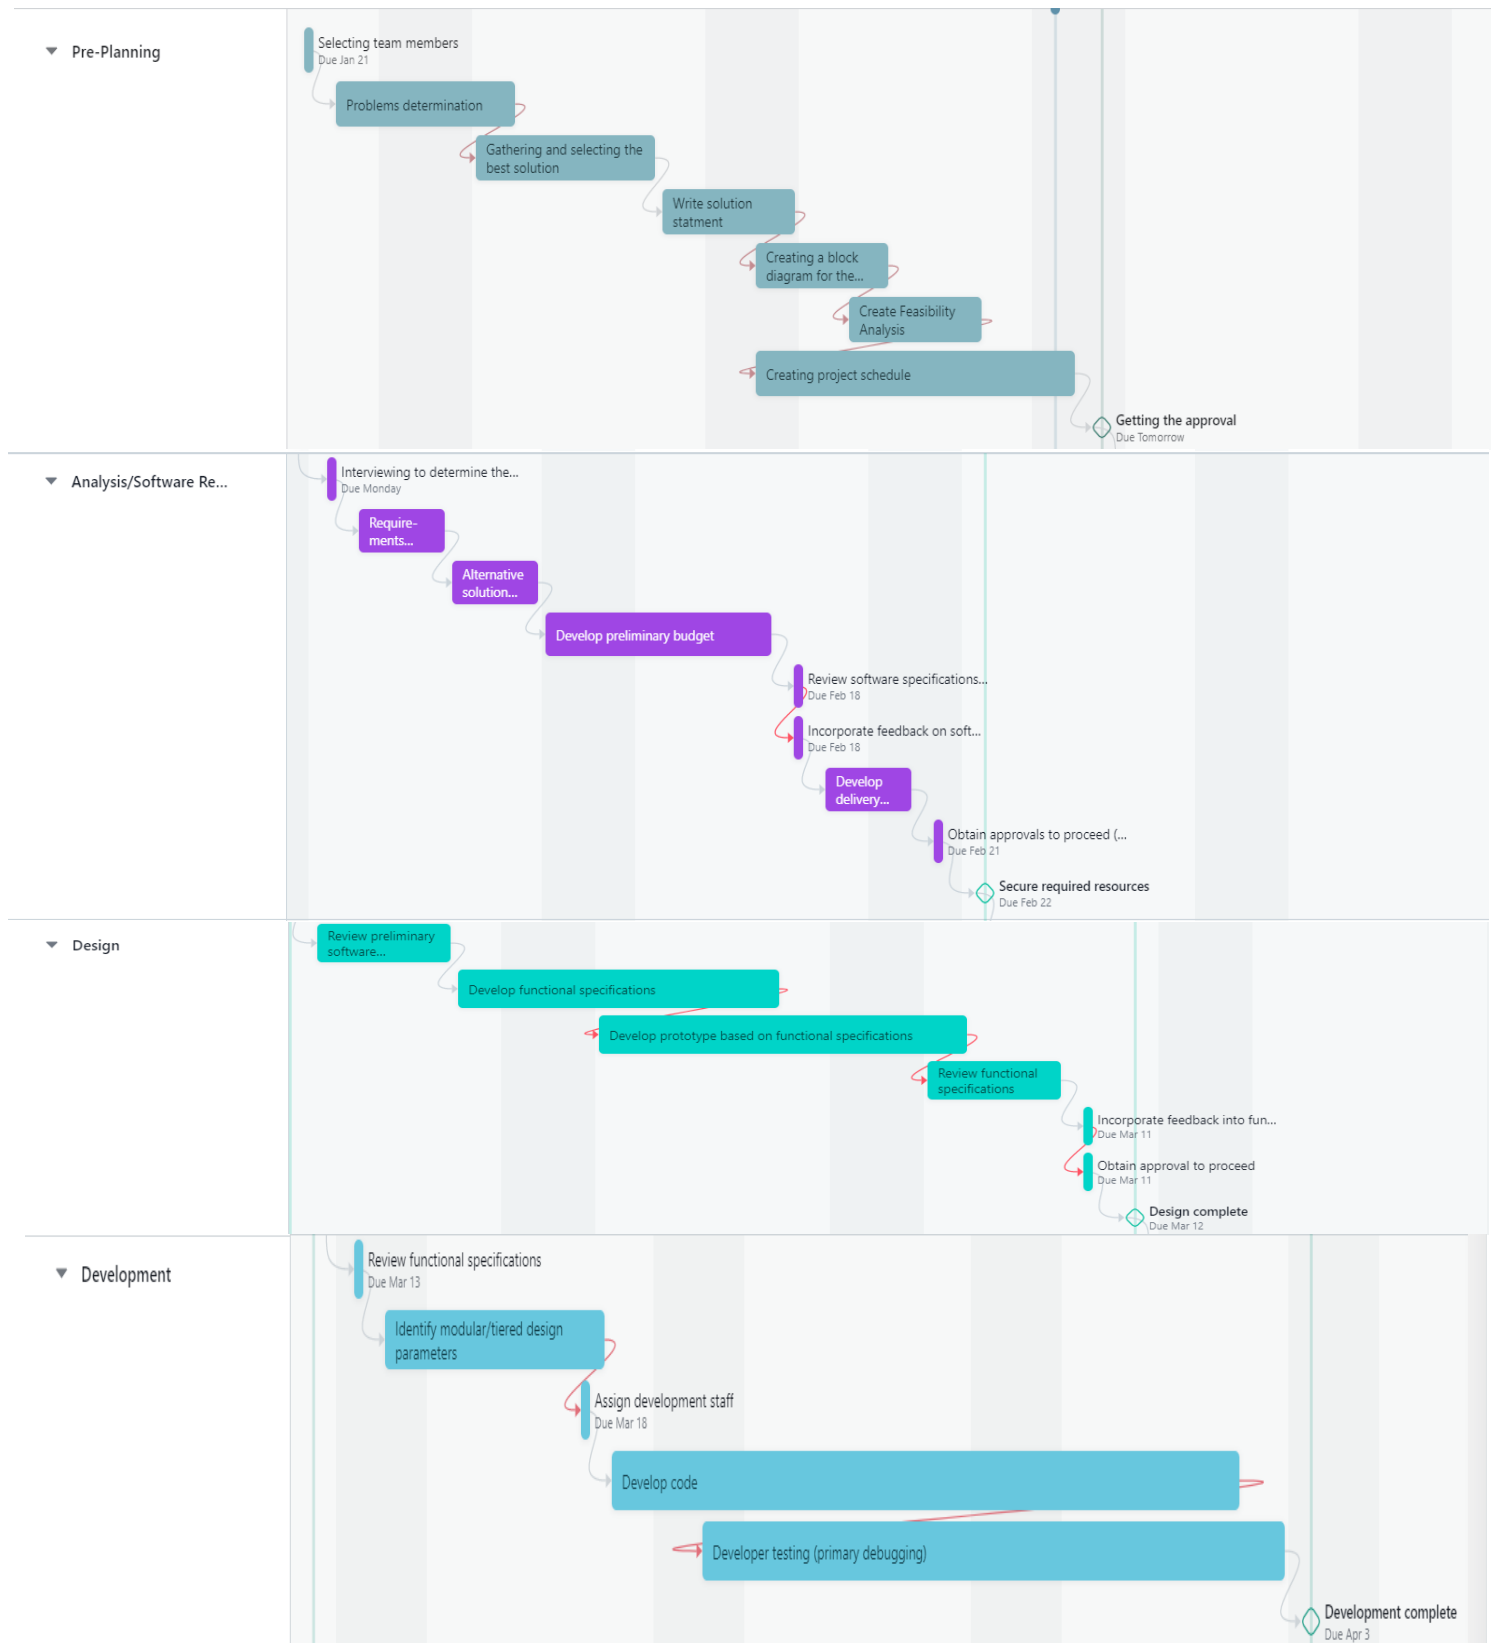 Pre-Planning
Selecting team members
Due Jan 21
Problems determination
Gathering and selecting the
best solution
Write solution
statment
Creating a block
diagram for the...
Create Feasibility
Analysis
Creating project schedule
Getting the approval
Due Tomorrow
Analysis/Software Re...
Interviewing to determine the...
Due Monday
Require-
ments...
Alternative
solution...
Develop preliminary budget
Review software specifications...
Due Feb 18
Incorporate feedback on soft...
Due Feb 18
Develop
delivery...
Obtain approvals to proceed (...
Due Feb 21
Secure required resources
Due Feb 22
Design
Review preliminary
software...
Develop functional specifications
Develop prototype based on functional specifications
Review functional
specifications
Incorporate feedback into fun...
Due Mar 11
Obtain approval to proceed
Due Mar 11
Design complete
Due Mar 12
Development
Review functional specifications
Due Mar 13
Identify modular/tiered design
parameters
Assign development staff
Due Mar 18
Develop code
Developer testing (primary debugging)
Development complete
Due Apr 3